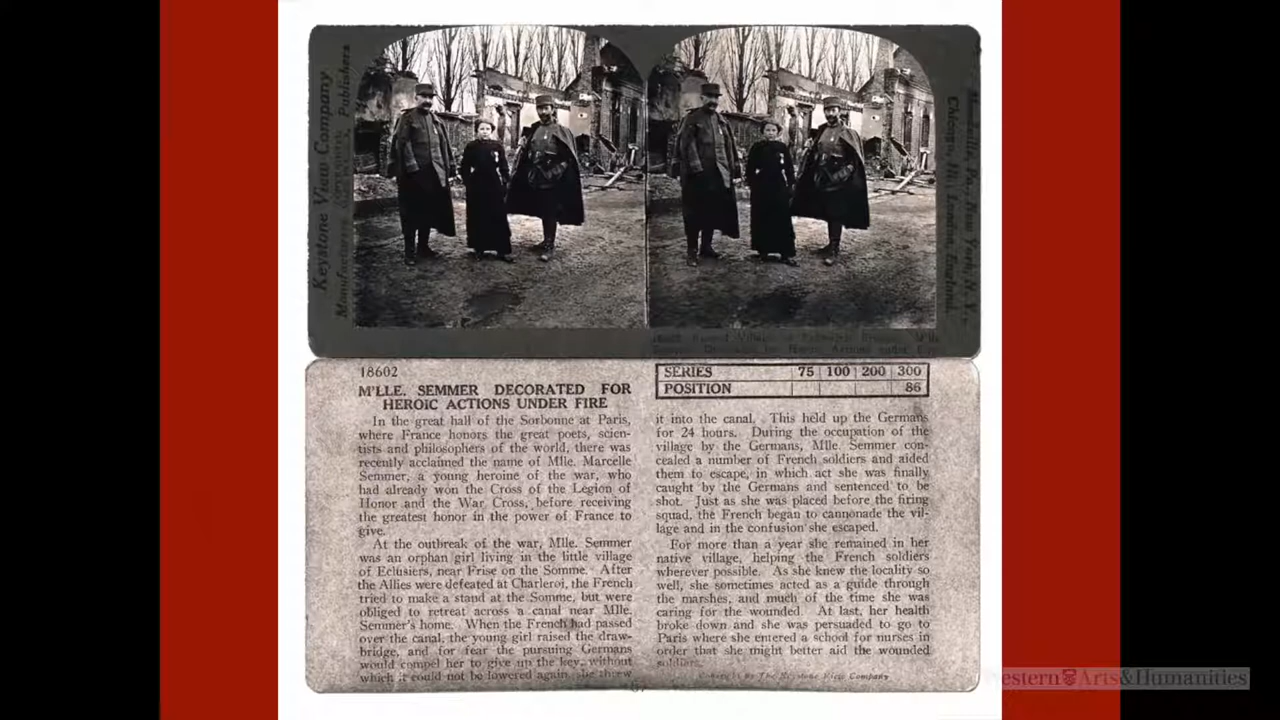 Keystone View Company
Manufacturers
Publishers
18602
M'LLE. SEMMER DECORATED FOR
HEROIC ACTIONS UNDER FIRE
In the great hall of the Sorbonne at Paris,
where France honors the great poets, scien-
tists and philosophers of the world, there was
recently acclaimed the name of Mlle. Marcelle
Semmer, a young heroine of the war, who
had already won the Cross of the Legion of
Honor and the War Cross, before receiving
the greatest honor in the power of France to
give.
At the outbreak of the war, Mlle. Semmer
was an orphan girl living in the little village
of Eclusiers, near Frise on the Somme. After
the Allies were defeated at Charleroi, the French
tried to make a stand at the Somme, but were
obliged to retreat across a canal near Mlle.
Semmer's home. When the French had passed
over the canal, the young girl raised the draw-
bridge, and for fear the pursuing Germans
would compel her to give up the key, without
which it could not be lowered again, she threw
SERIES 75 100 200 300
POSITION 86
it into the canal. This held up the Germans
for 24 hours. During the occupation of the
village by the Germans, Mlle. Semmer con-
cealed a number of French soldiers and aided
them to escape, in which act she was finally
caught by the Germans and sentenced to be
shot. Just as she was placed before the firing
squad, the French began to cannonade the vil-
lage and in the confusion she escaped.
For more than a year she remained in her
native village, helping the French soldiers
wherever possible. As she knew the locality so
well, she sometimes acted as a guide through
the marshes, and much of the time she was
caring for the wounded. At last, her health
broke down and she was persuaded to go to
Paris where she entered a school for nurses in
order that she might better aid the wounded
soldiers.
Copyright by The Keystone View Company
Meadville, Pa., New York, N. Y.,
Chicago, Ill., London, England.
estern Arts&Humanities